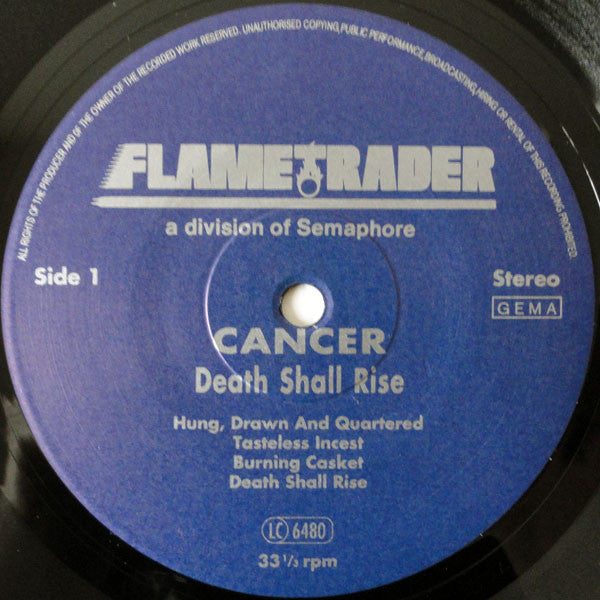 ALL RIGHTS OF THE PRODUCER AND OF THE OWNER OF THE RECORDED WORK RESERVED. UNAUTHORISED COPYING, PUBLIC PERFORMANCE, BROADCASTING, HIRING OR RENTAL OF THIS RECORDING PROHIBITED.
FLAMETRADER
a division of Semaphore
Side 1
Stereo
GEMA
CANCER
Death Shall Rise
Hung, Drawn And Quartered
Tasteless Incest
Burning Casket
Death Shall Rise
LC 6480
33 1/3 rpm